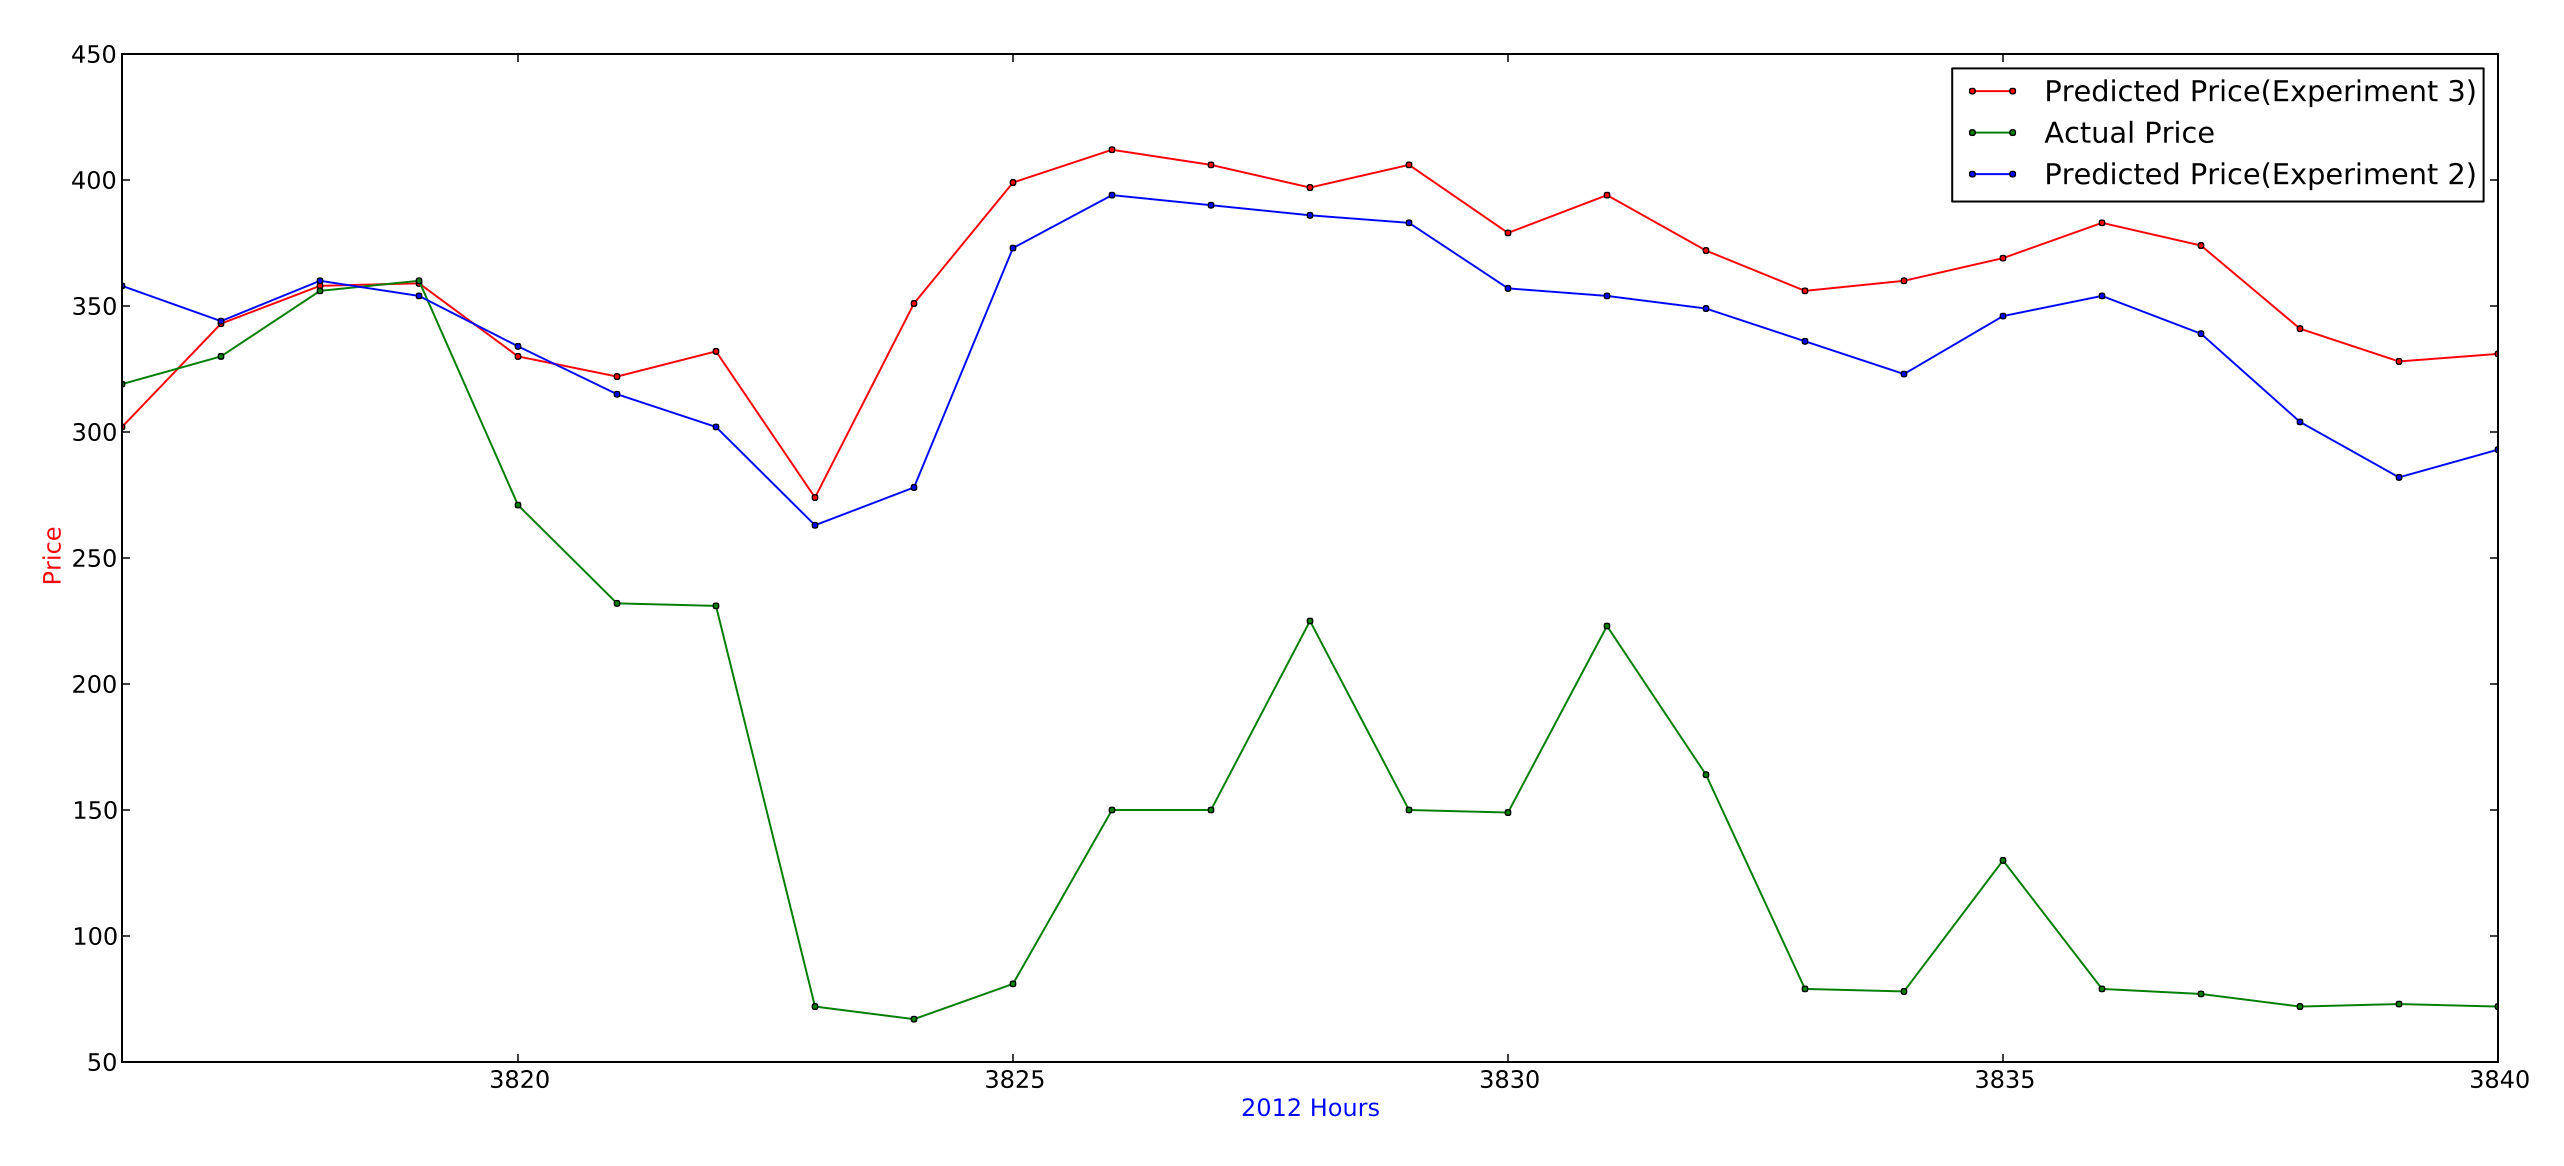 450
400
350
300
250
200
150
100
50
Price
Predicted Price(Experiment 3)
Actual Price
Predicted Price(Experiment 2)
3820 3825 3830 3835 3840
2012 Hours